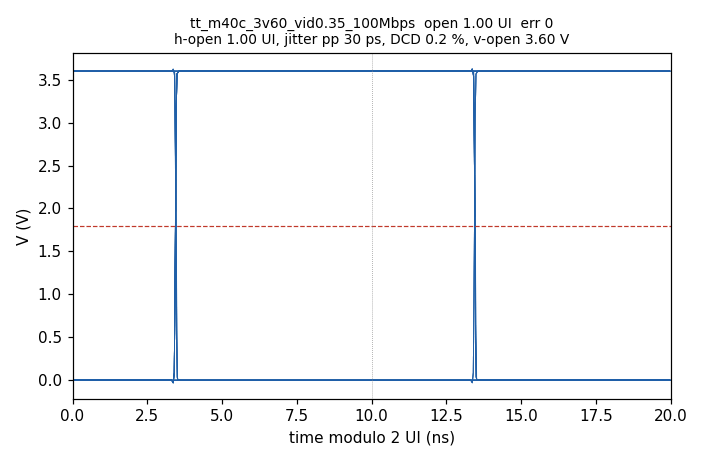 tt_m40c_3v60_vid0.35_100Mbps  open 1.00 UI  err 0
h-open 1.00 UI, jitter pp 30 ps, DCD 0.2 %, v-open 3.60 V
3.5
3.0
2.5
2.0
1.5
1.0
0.5
0.0
V (V)
0.0 2.5 5.0 7.5 10.0 12.5 15.0 17.5 20.0
time modulo 2 UI (ns)